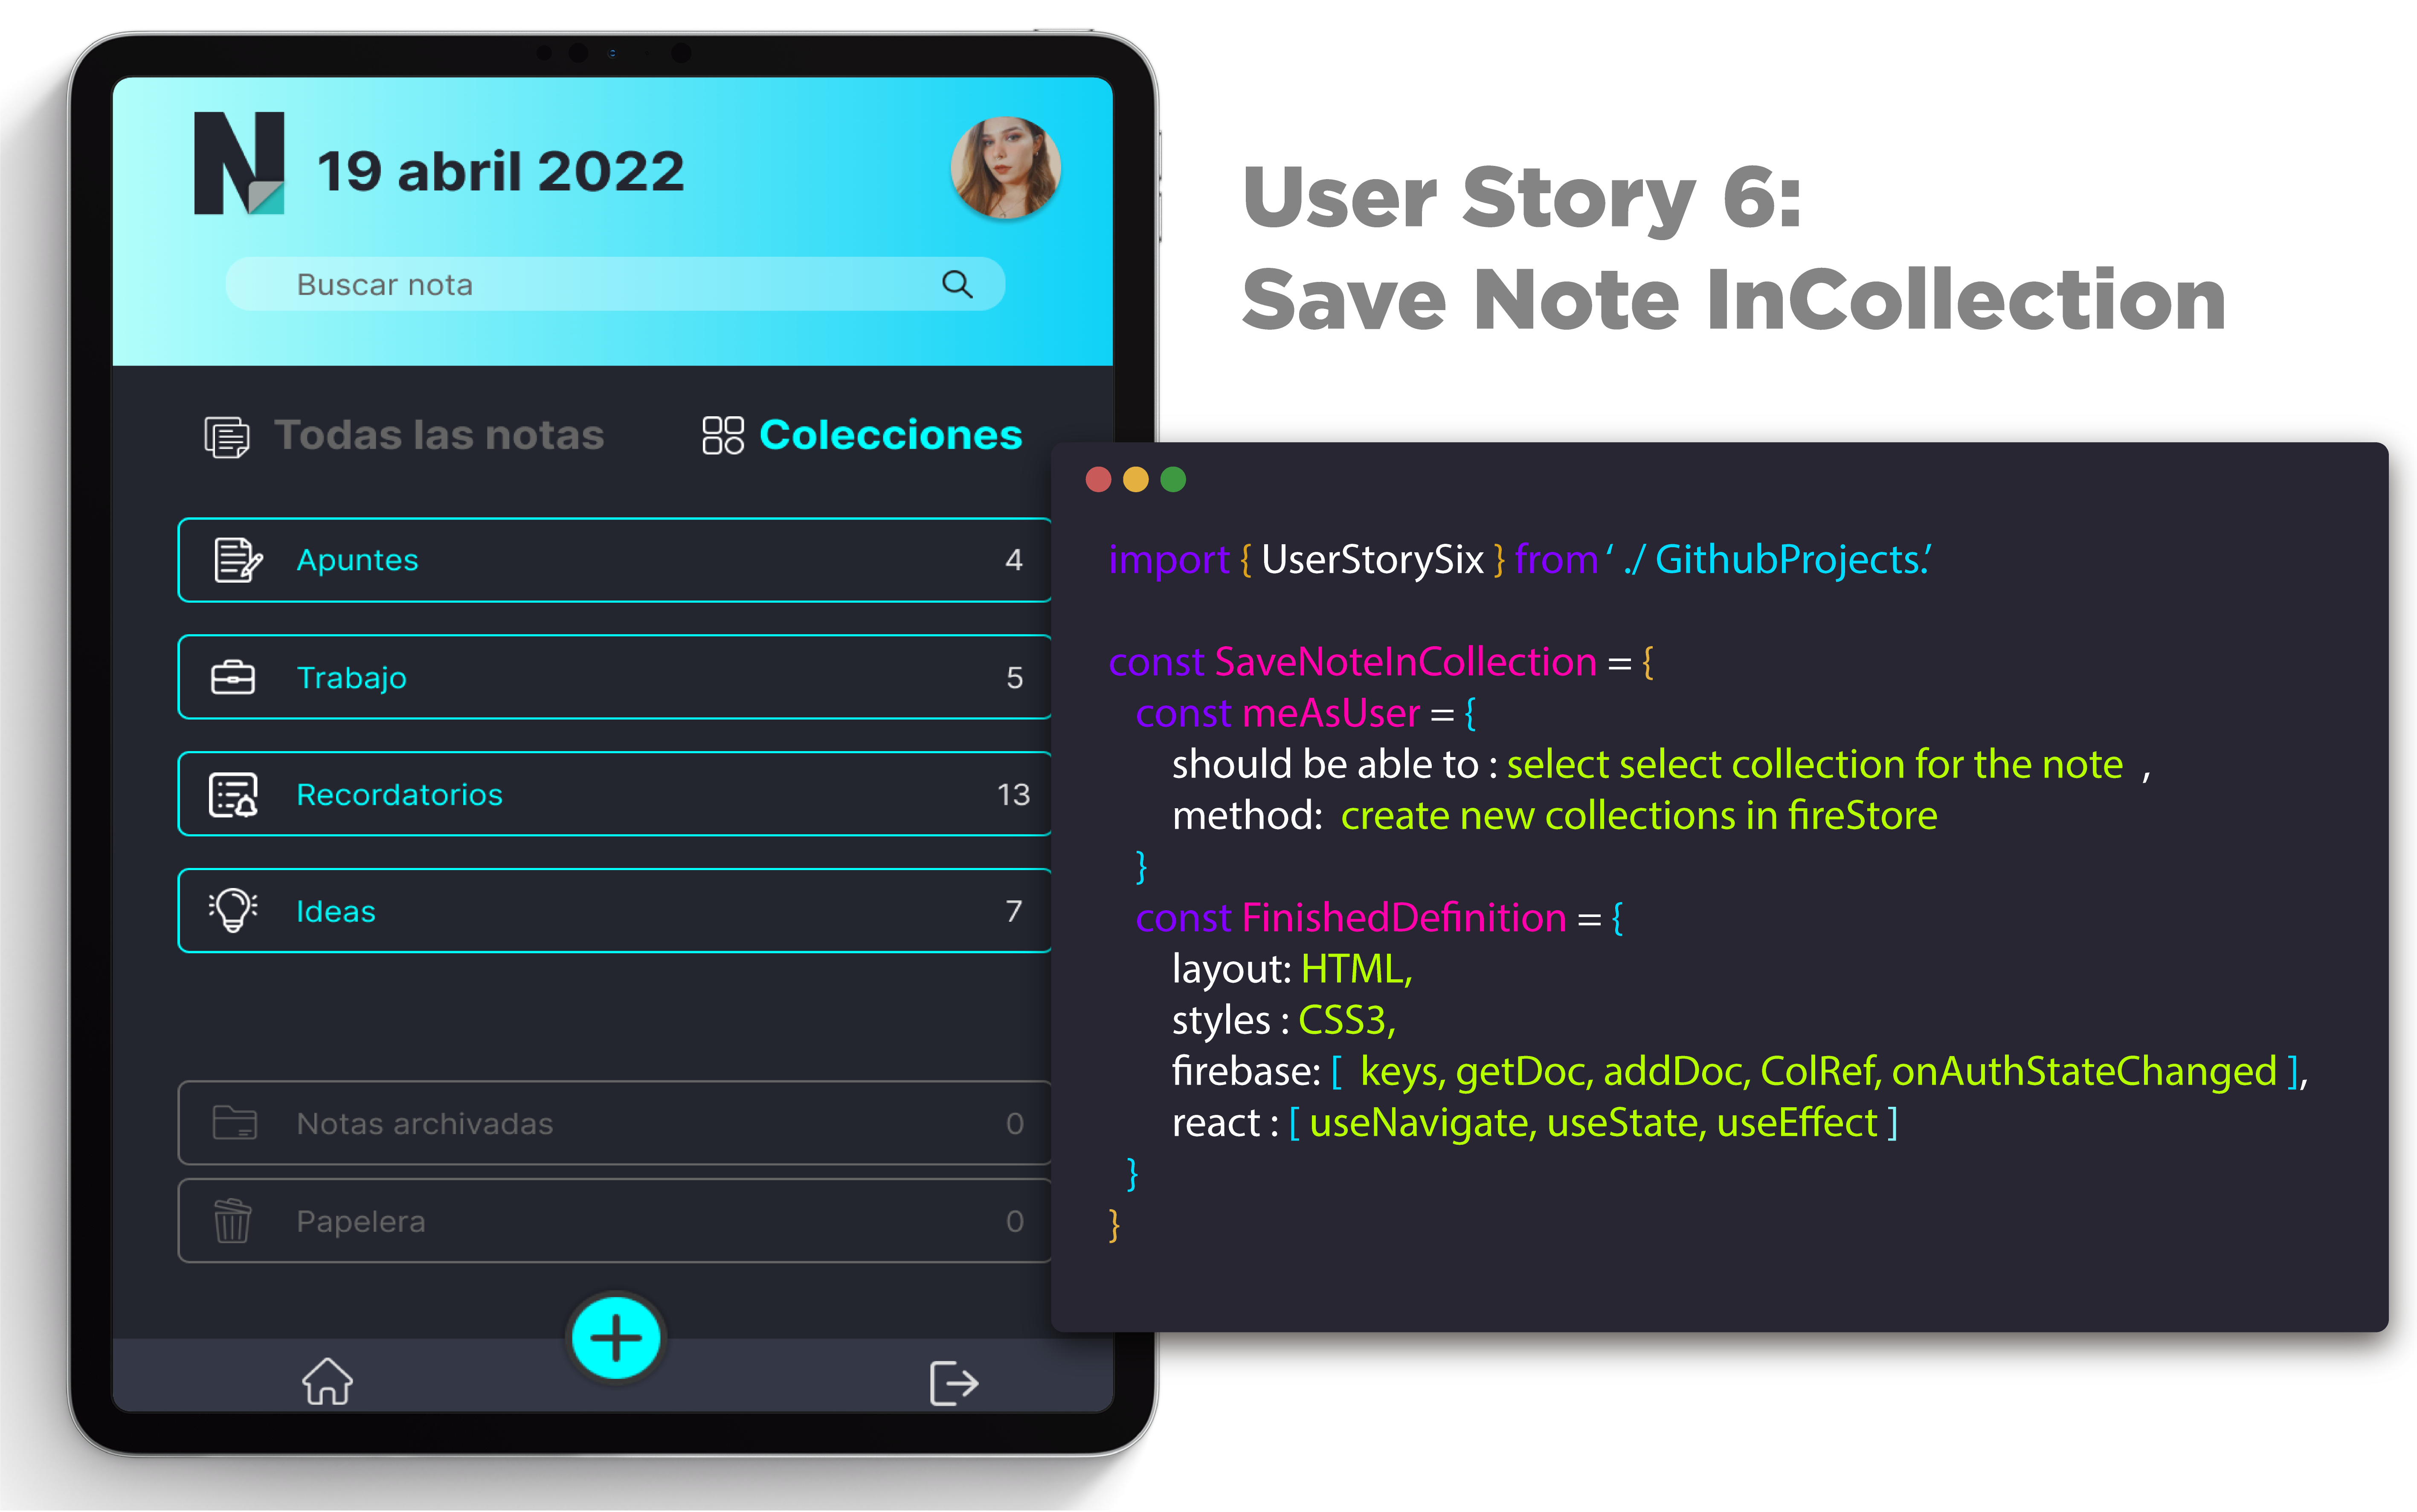 N
19 abril 2022
Buscar nota
Todas las notas
Colecciones
Apuntes 4
Trabajo 5
Recordatorios 13
Ideas 7
Notas archivadas 0
Papelera 0
User Story 6:
Save Note InCollection
import { UserStorySix } from ‘ ./ GithubProjects.’
const SaveNoteInCollection = {
const meAsUser = {
should be able to : select select collection for the note ,
method: create new collections in fireStore
}
const FinishedDefinition = {
layout: HTML,
styles : CSS3,
firebase: [ keys, getDoc, addDoc, ColRef, onAuthStateChanged ],
react : [ useNavigate, useState, useEffect ]
}
}